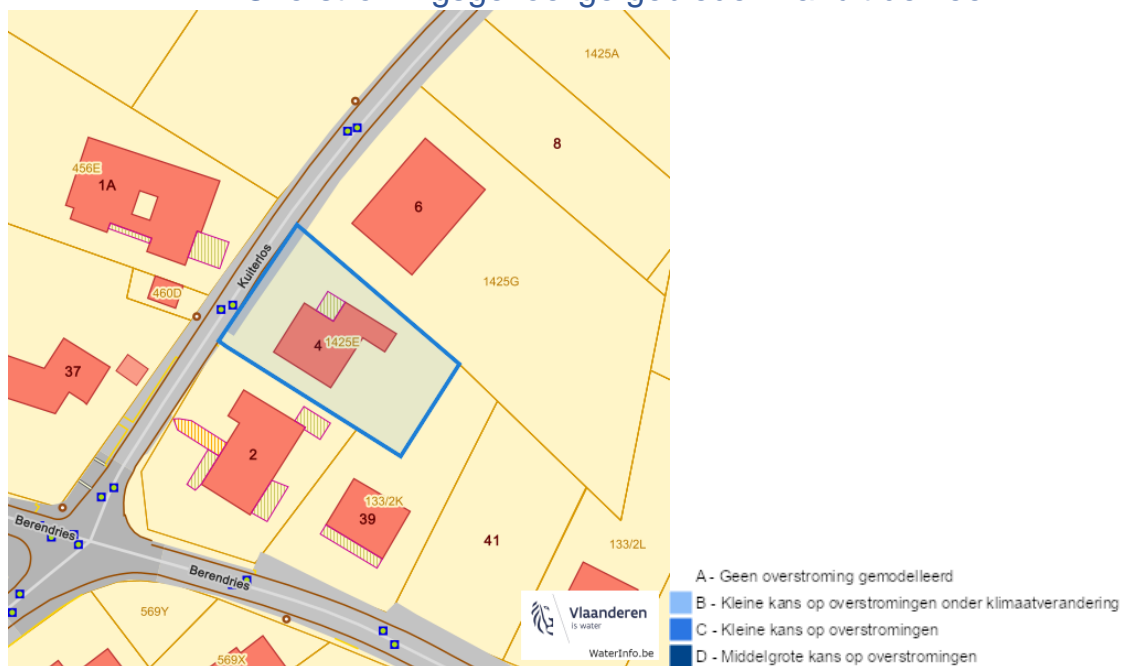 1425A
8
456E
1A
6
Kuiterlos
1425G
460D
4
1425E
37
2
133/2K
39
41
133/2L
Berendries
Berendries
569Y
569X
Vlaanderen
is water
WaterInfo.be
A - Geen overstroming gemodelleerd
B - Kleine kans op overstromingen onder klimaatverandering
C - Kleine kans op overstromingen
D - Middelgrote kans op overstromingen